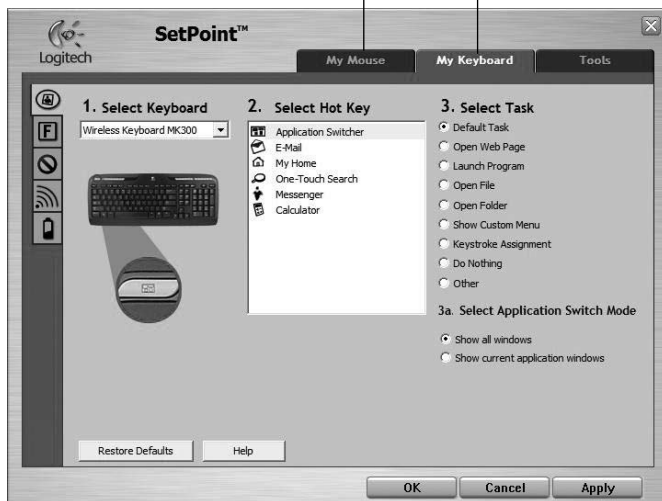 SetPoint™
Logitech
My Mouse
My Keyboard
Tools
1. Select Keyboard
Wireless Keyboard MK300
2. Select Hot Key
Application Switcher
E-Mail
My Home
One-Touch Search
Messenger
Calculator
3. Select Task
Default Task
Open Web Page
Launch Program
Open File
Open Folder
Show Custom Menu
Keystroke Assignment
Do Nothing
Other
3a. Select Application Switch Mode
Show all windows
Show current application windows
F
Restore Defaults
Help
OK
Cancel
Apply